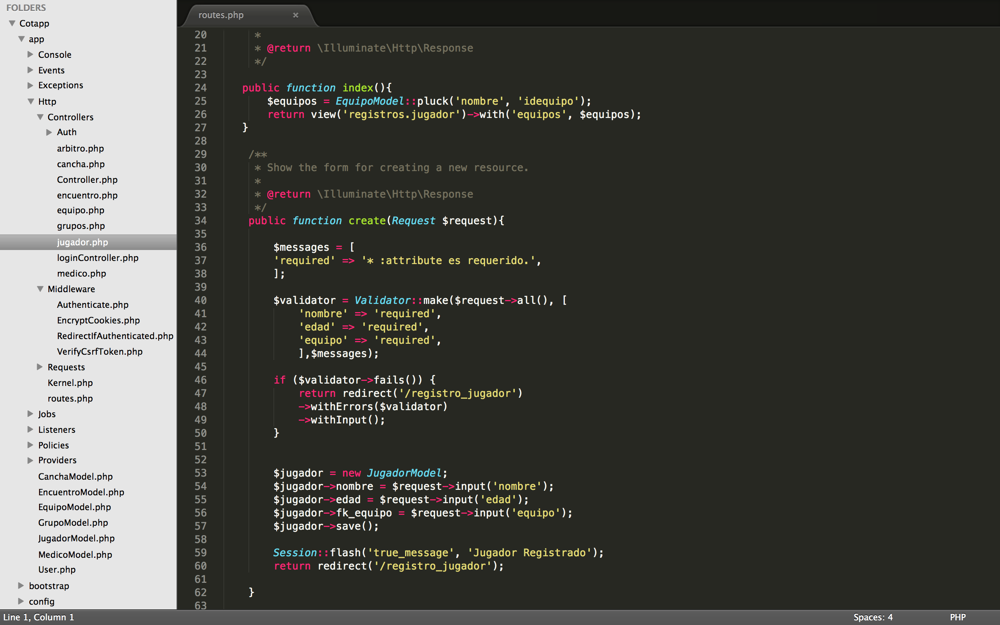 FOLDERS
Cotapp
app
Console
Events
Exceptions
Http
Controllers
Auth
arbitro.php
cancha.php
Controller.php
encuentro.php
equipo.php
grupos.php
jugador.php
loginController.php
medico.php
Middleware
Authenticate.php
EncryptCookies.php
RedirectIfAuthenticated.php
VerifyCsrfToken.php
Requests
Kernel.php
routes.php
Jobs
Listeners
Policies
Providers
CanchaModel.php
EncuentroModel.php
EquipoModel.php
GrupoModel.php
JugadorModel.php
MedicoModel.php
User.php
bootstrap
config
routes.php ×
20 *
21 * @return \Illuminate\Http\Response
22 */
23
24 public function index(){
25 $equipos = EquipoModel::pluck('nombre', 'idequipo');
26 return view('registros.jugador')->with('equipos', $equipos);
27 }
28
29 /**
30 * Show the form for creating a new resource.
31 *
32 * @return \Illuminate\Http\Response
33 */
34 public function create(Request $request){
35
36 $messages = [
37 'required' => '* :attribute es requerido.',
38 ];
39
40 $validator = Validator::make($request->all(), [
41 'nombre' => 'required',
42 'edad' => 'required',
43 'equipo' => 'required',
44 ],$messages);
45
46 if ($validator->fails()) {
47 return redirect('/registro_jugador')
48 ->withErrors($validator)
49 ->withInput();
50 }
51
52
53 $jugador = new JugadorModel;
54 $jugador->nombre = $request->input('nombre');
55 $jugador->edad = $request->input('edad');
56 $jugador->fk_equipo = $request->input('equipo');
57 $jugador->save();
58
59 Session::flash('true_message', 'Jugador Registrado');
60 return redirect('/registro_jugador');
61
62 }
63
Line 1, Column 1
Spaces: 4
PHP